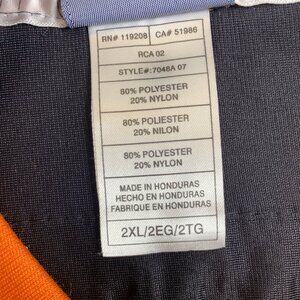 RN# 119208 CA# 51986
RCA 02
STYLE#:7048A 07
80% POLYESTER
20% NYLON
80% POLIESTER
20% NILON
80% POLYESTER
20% NYLON
MADE IN HONDURAS
HECHO EN HONDURAS
FABRIQUE EN HONDURAS
2XL/2EG/2TG